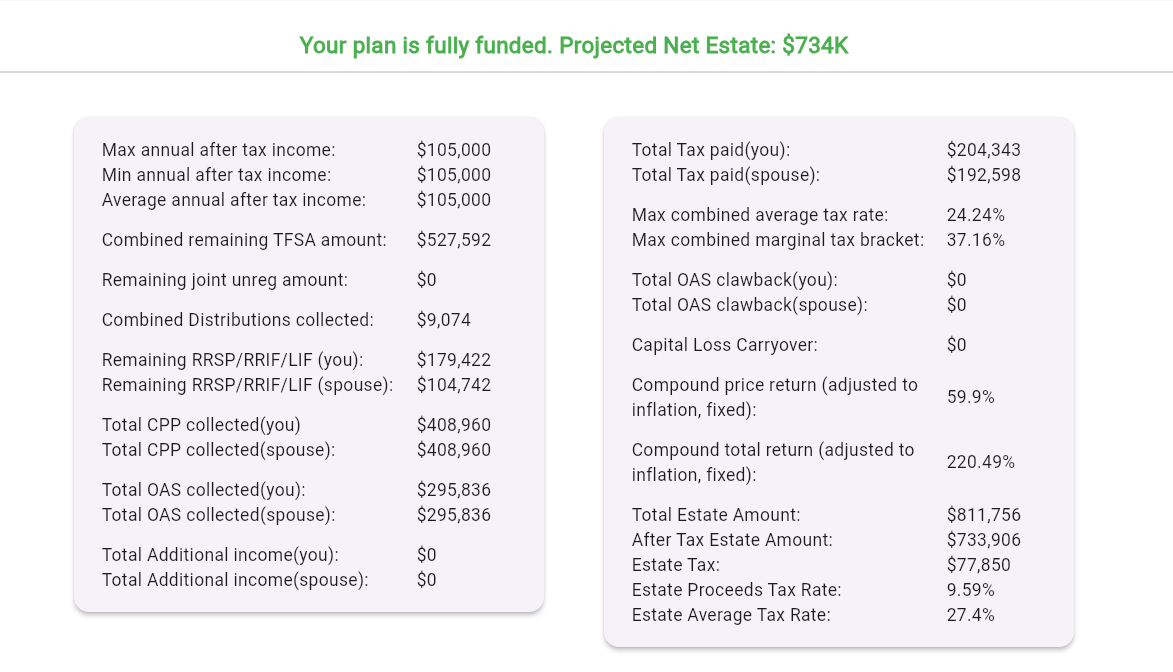 Your plan is fully funded. Projected Net Estate: $734K
Max annual after tax income: $105,000
Min annual after tax income: $105,000
Average annual after tax income: $105,000
Combined remaining TFSA amount: $527,592
Remaining joint unreg amount: $0
Combined Distributions collected: $9,074
Remaining RRSP/RRIF/LIF (you): $179,422
Remaining RRSP/RRIF/LIF (spouse): $104,742
Total CPP collected(you) $408,960
Total CPP collected(spouse): $408,960
Total OAS collected(you): $295,836
Total OAS collected(spouse): $295,836
Total Additional income(you): $0
Total Additional income(spouse): $0
Total Tax paid(you): $204,343
Total Tax paid(spouse): $192,598
Max combined average tax rate: 24.24%
Max combined marginal tax bracket: 37.16%
Total OAS clawback(you): $0
Total OAS clawback(spouse): $0
Capital Loss Carryover: $0
Compound price return (adjusted to
inflation, fixed): 59.9%
Compound total return (adjusted to
inflation, fixed): 220.49%
Total Estate Amount: $811,756
After Tax Estate Amount: $733,906
Estate Tax: $77,850
Estate Proceeds Tax Rate: 9.59%
Estate Average Tax Rate: 27.4%